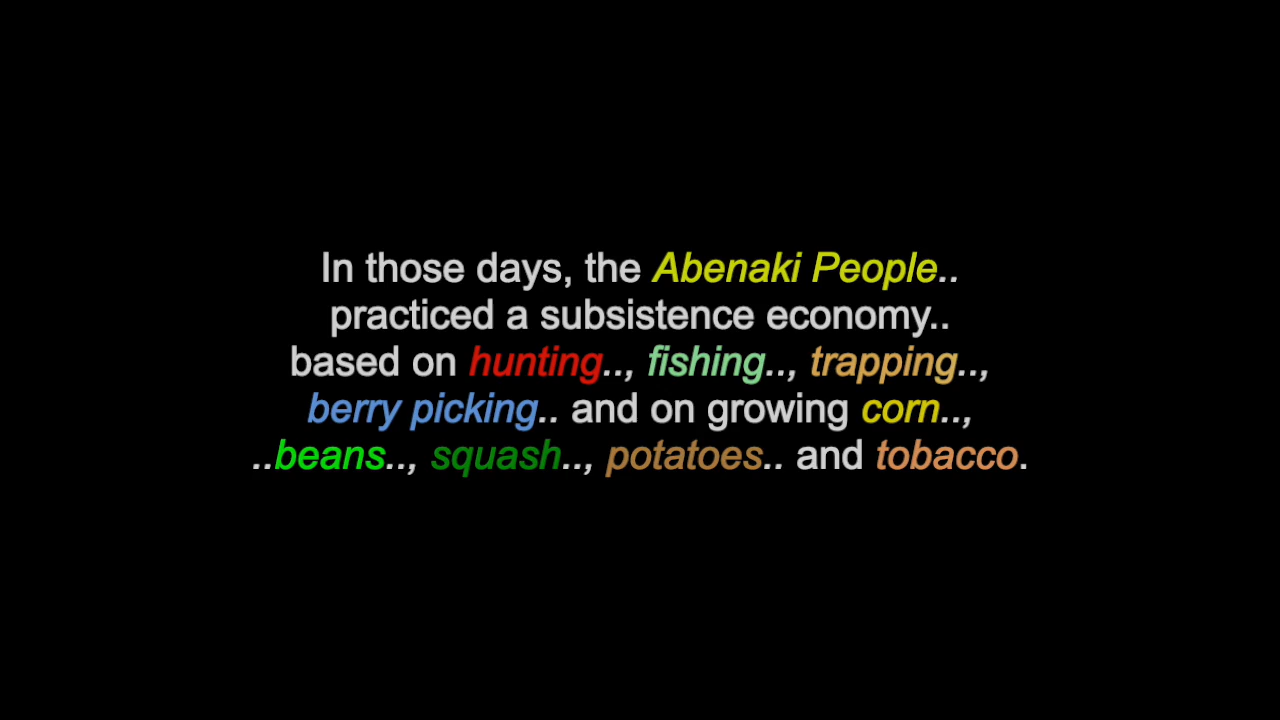 In those days, the Abenaki People..
practiced a subsistence economy..
based on hunting.., fishing.., trapping..,
berry picking.. and on growing corn..,
..beans.., squash.., potatoes.. and tobacco.